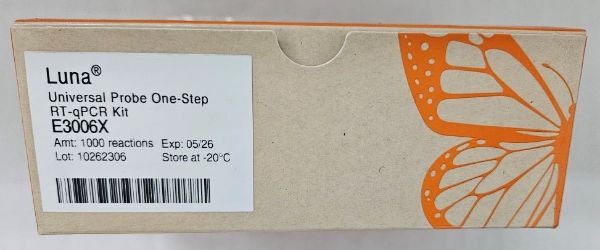 Luna®
Universal Probe One-Step
RT-qPCR Kit
E3006X
Amt: 1000 reactions Exp: 05/26
Lot: 10262306 Store at -20°C